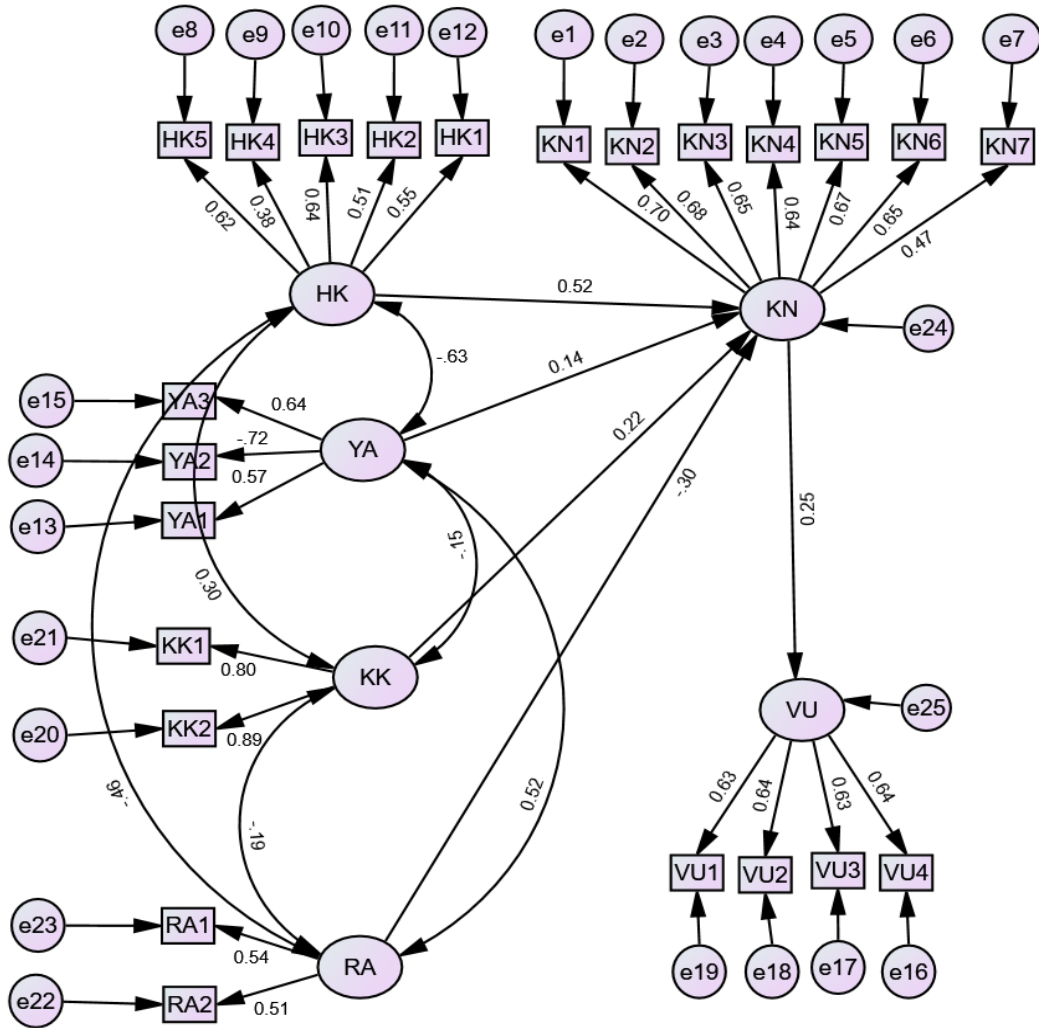 e8 e9 e10 e11 e12 e1 e2 e3 e4 e5 e6 e7
HK5 HK4 HK3 HK2 HK1 KN1 KN2 KN3 KN4 KN5 KN6 KN7
0.62 0.38 0.64 0.51 0.55 0.70 0.68 0.65 0.64 0.67 0.65 0.47
HK 0.52 KN e24
-.63
0.14
e15 YA3 0.64
e14 YA2 -.72 YA 0.22 -.30
e13 YA1 0.57
0.25
-.15
0.30
e21 KK1 0.80 KK
e20 KK2 0.89
VU e25
-.46 0.52
-.19
0.63 0.64 0.63 0.64
VU1 VU2 VU3 VU4
e23 RA1 0.54
RA
e22 RA2 0.51
e19 e18 e17 e16